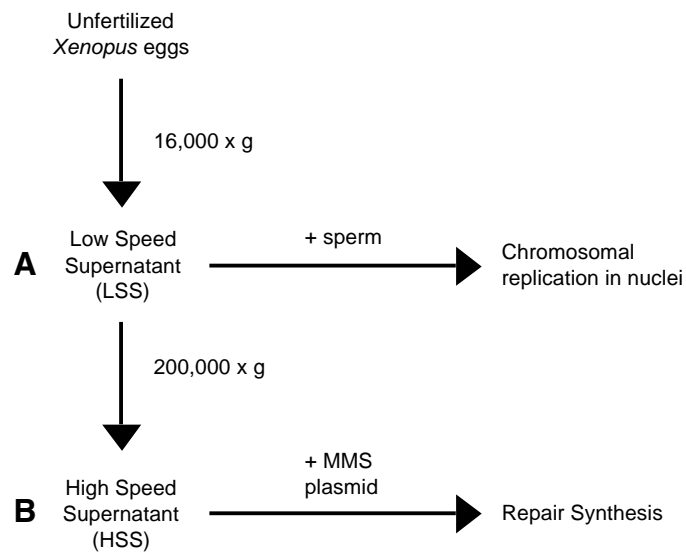 Unfertilized
Xenopus eggs
16,000 x g
A
Low Speed
Supernatant
(LSS)
+ sperm
Chromosomal
replication in nuclei
200,000 x g
B
High Speed
Supernatant
(HSS)
+ MMS
plasmid
Repair Synthesis